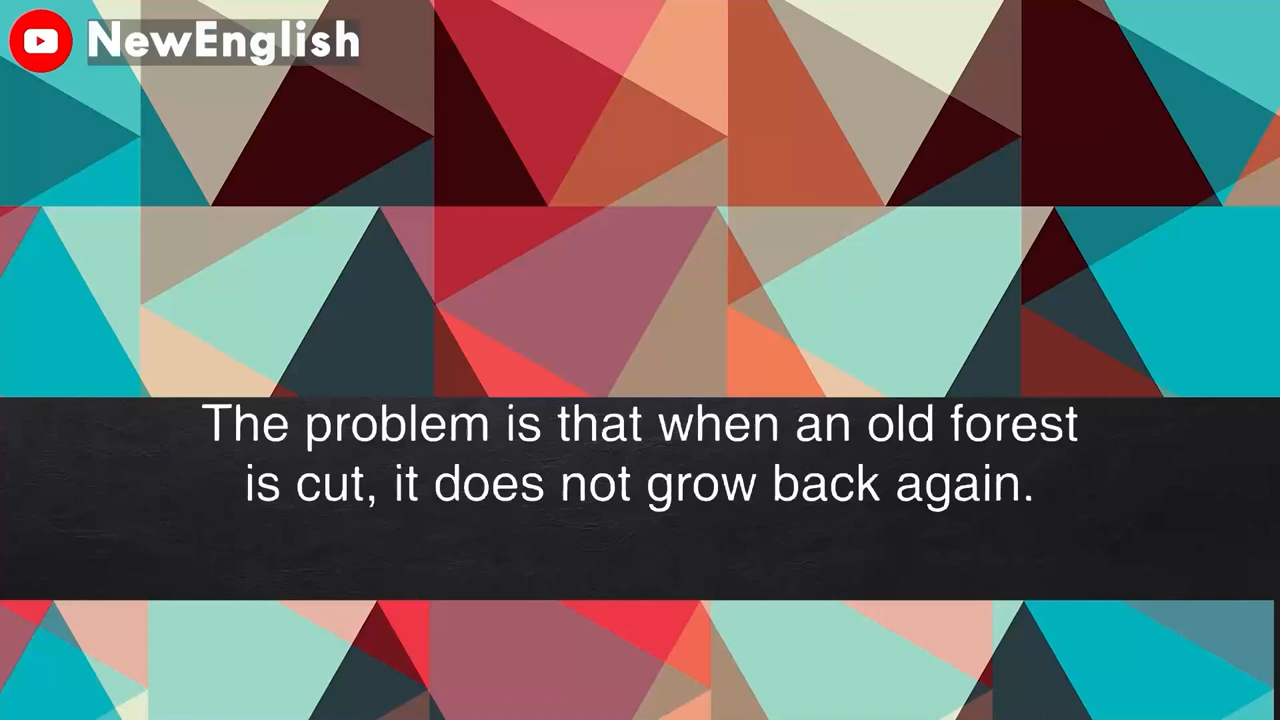 NewEnglish
The problem is that when an old forest
is cut, it does not grow back again.